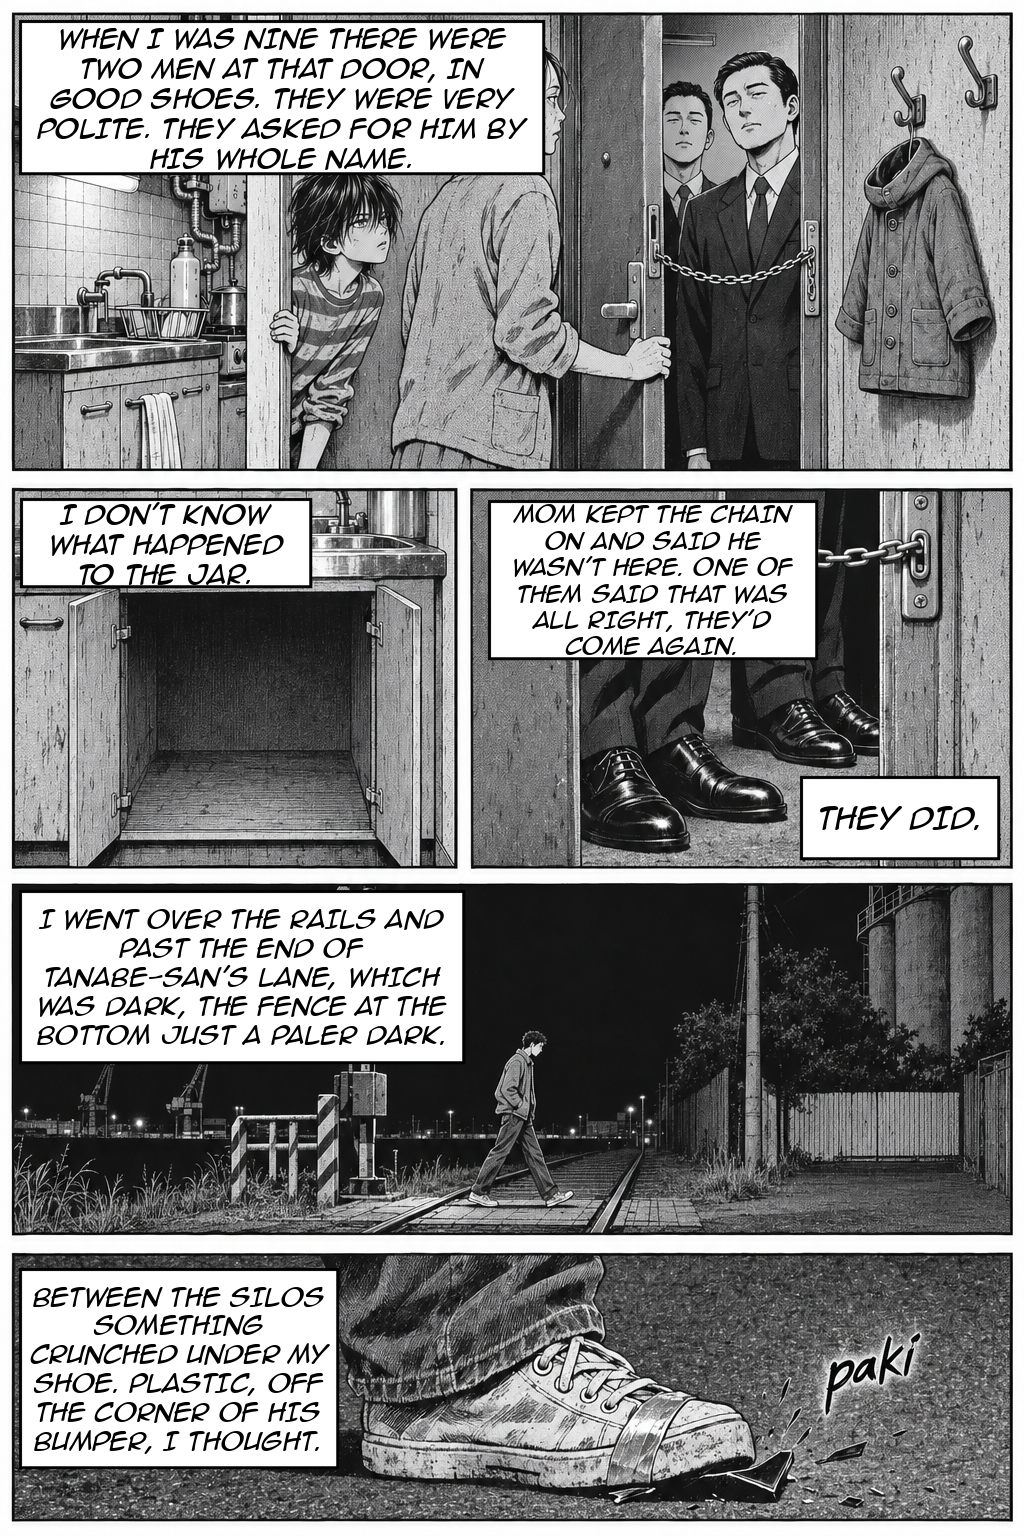 WHEN I WAS NINE THERE WERE
TWO MEN AT THAT DOOR, IN
GOOD SHOES. THEY WERE VERY
POLITE. THEY ASKED FOR HIM BY
HIS WHOLE NAME.
I DON'T KNOW
WHAT HAPPENED
TO THE JAR.
MOM KEPT THE CHAIN
ON AND SAID HE
WASN'T HERE. ONE OF
THEM SAID THAT WAS
ALL RIGHT, THEY'D
COME AGAIN.
THEY DID.
I WENT OVER THE RAILS AND
PAST THE END OF
TANABE-SAN'S LANE, WHICH
WAS DARK, THE FENCE AT THE
BOTTOM JUST A PALER DARK.
BETWEEN THE SILOS
SOMETHING
CRUNCHED UNDER MY
SHOE. PLASTIC, OFF
THE CORNER OF HIS
BUMPER, I THOUGHT.
paki